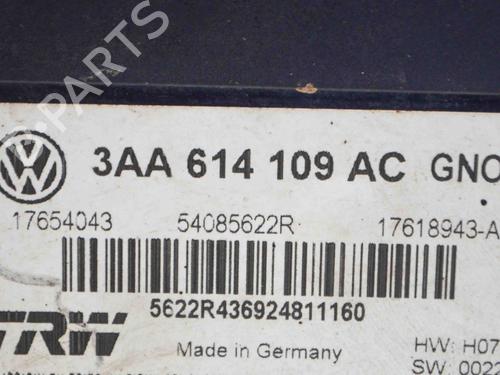 B PARTS
3AA 614 109 AC GNO
17654043 54085622R 17618943-A
5622R436924811160
TRW Made in Germany HW: H07
SW: 0022